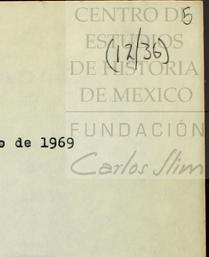 5
CENTRO DE
ESTUDIOS
(12/36)
DE HISTORIA
DE MEXICO
FUNDACIÓN
o de 1969
Carlos Slim